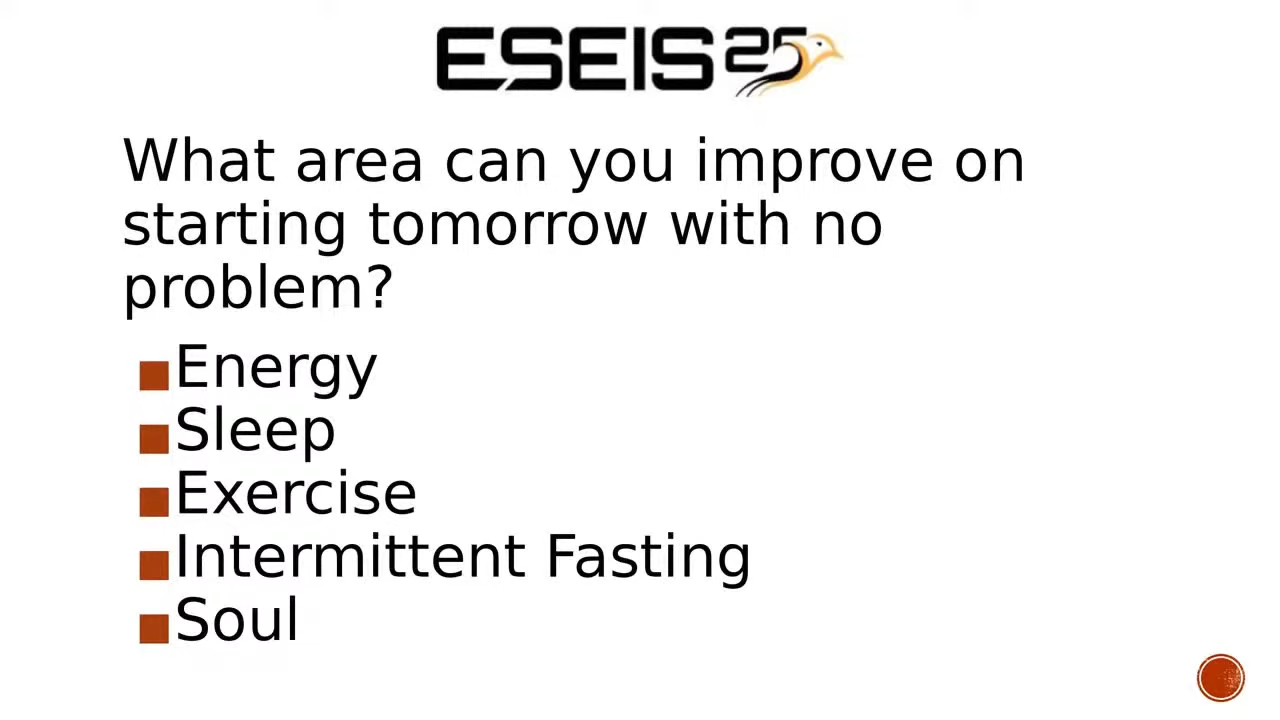 ESEIS25
What area can you improve on
starting tomorrow with no
problem?
Energy
Sleep
Exercise
Intermittent Fasting
Soul